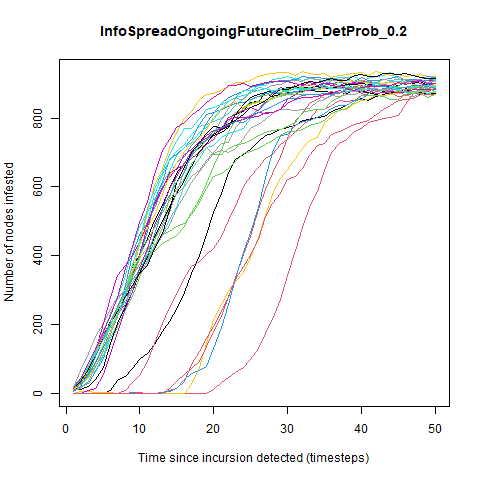 InfoSpreadOngoingFutureClim_DetProb_0.2
Number of nodes infested
800
600
400
200
0
0 10 20 30 40 50
Time since incursion detected (timesteps)